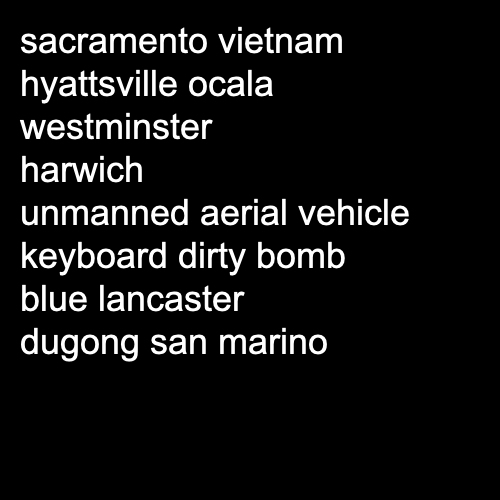 sacramento vietnam
hyattsville ocala
westminster
harwich
unmanned aerial vehicle
keyboard dirty bomb
blue lancaster
dugong san marino